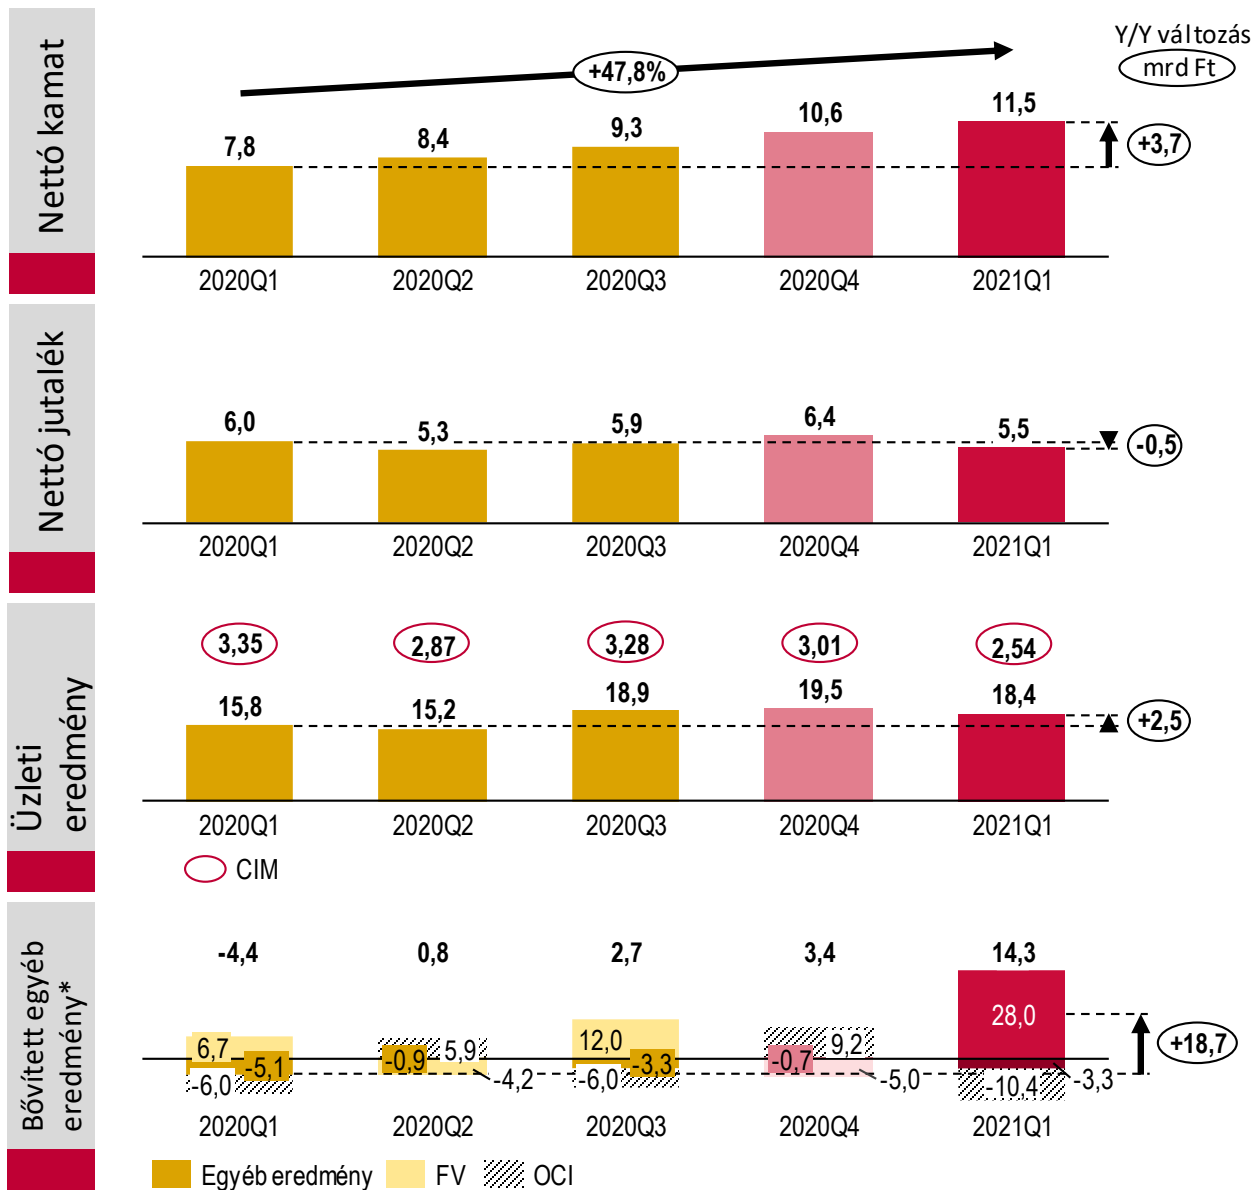 Y/Y változás
mrd Ft
Nettó kamat
+47,8%
7,8
8,4
9,3
10,6
11,5
+3,7
2020Q1
2020Q2
2020Q3
2020Q4
2021Q1
Nettó jutalék
6,0
5,3
5,9
6,4
5,5
-0,5
2020Q1
2020Q2
2020Q3
2020Q4
2021Q1
Üzleti
eredmény
3,35
2,87
3,28
3,01
2,54
15,8
15,2
18,9
19,5
18,4
+2,5
2020Q1
2020Q2
2020Q3
2020Q4
2021Q1
CIM
Bővített egyéb
eredmény*
-4,4
0,8
2,7
3,4
14,3
6,7
-5,1
-6,0
-0,9
5,9
-4,2
12,0
-3,3
-6,0
-0,7
9,2
-5,0
28,0
-10,4
-3,3
+18,7
2020Q1
2020Q2
2020Q3
2020Q4
2021Q1
Egyéb eredmény
FV
OCI